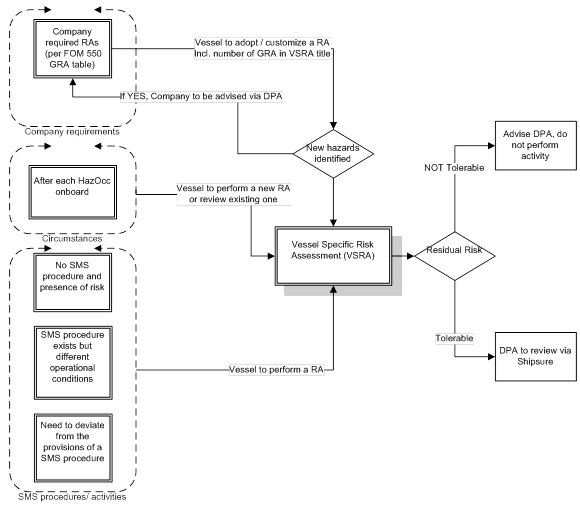 Company
required RAs
(per FOM 550
GRA table)
Company requirements
Vessel to adopt / customize a RA
Incl. number of GRA in VSRA title
If YES, Company to be advised via DPA
New hazards
identified
After each HazOcc
onboard
Circumstances
Vessel to perform a new RA
or review existing one
Vessel Specific Risk
Assessment (VSRA)
No SMS
procedure and
presence of risk
SMS procedure
exists but
different
operational
conditions
Need to deviate
from the
provisions of a
SMS procedure
SMS procedures/ activities
Vessel to perform a RA
Residual Risk
NOT Tolerable
Advise DPA, do
not perform
activity
Tolerable
DPA to review via
Shipsure